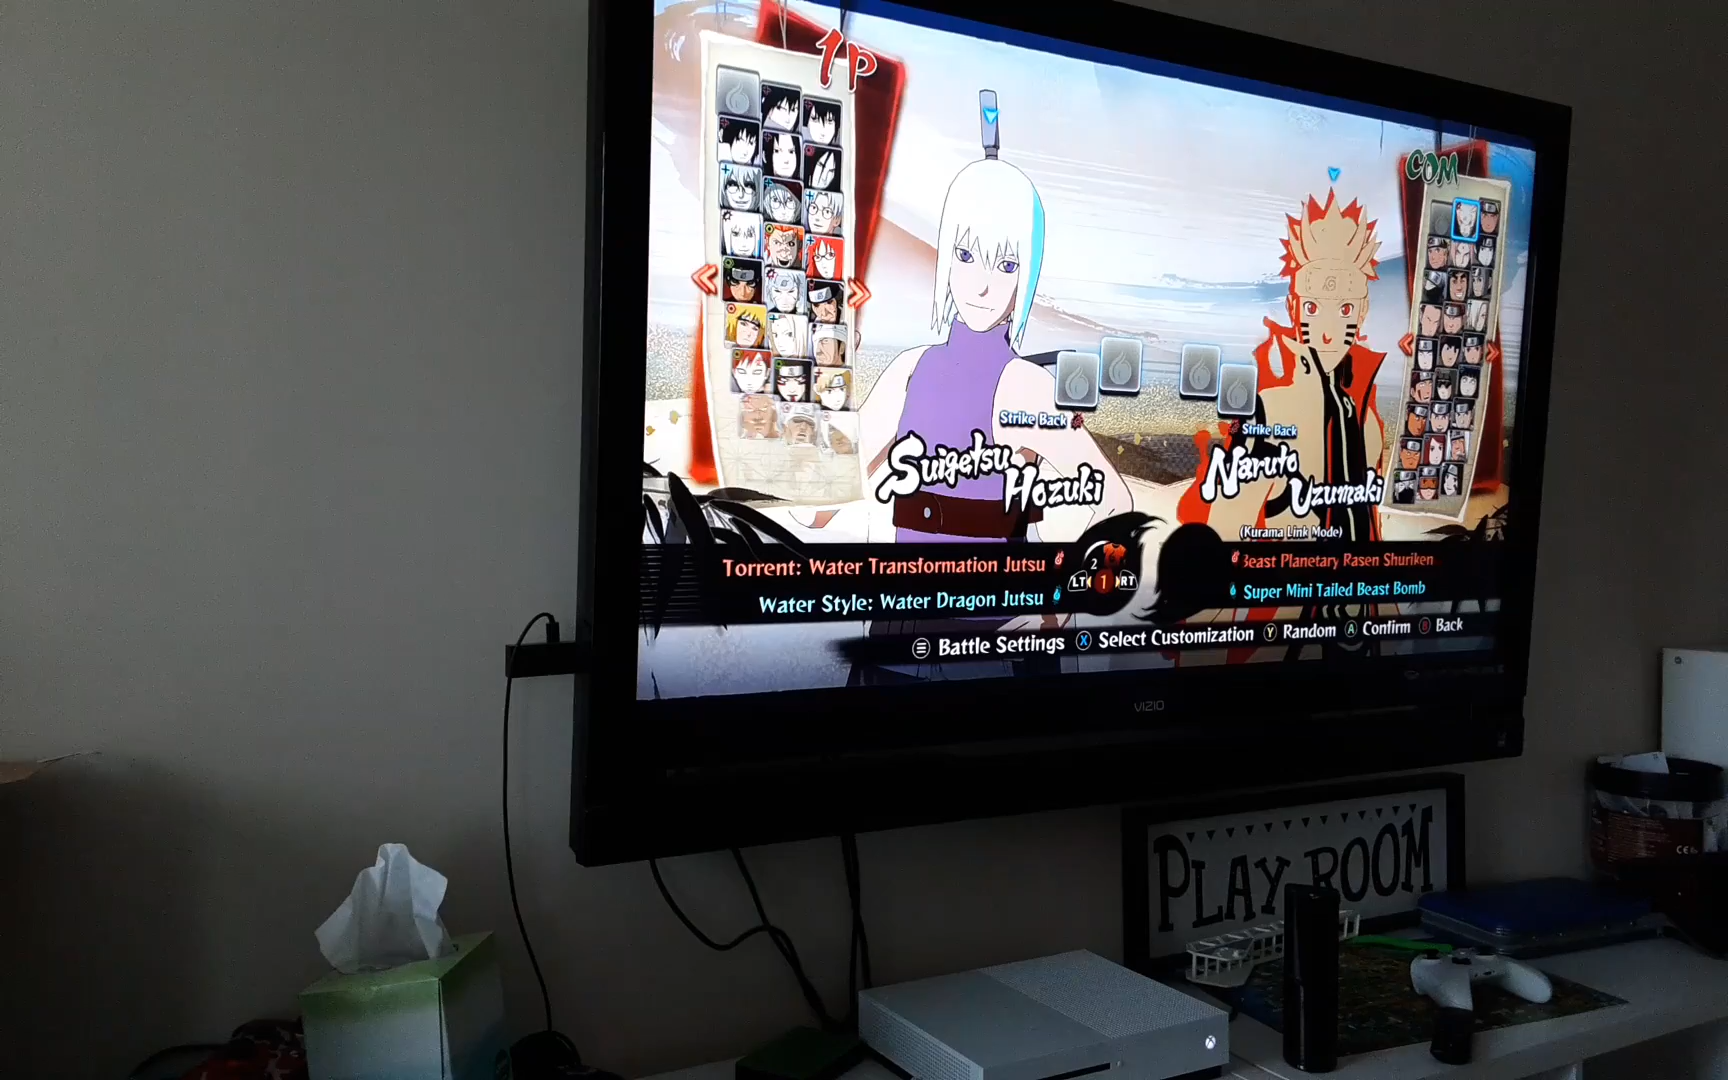 1P
COM
Strike Back
Suigetsu
Hozuki
Strike Back
Naruto
Uzumaki
(Kurama Link Mode)
Torrent: Water Transformation Jutsu
Water Style: Water Dragon Jutsu
2
LT 1 RT
Beast Planetary Rasen Shuriken
Super Mini Tailed Beast Bomb
Battle Settings X Select Customization Y Random A Confirm B Back
VIZIO
PLAY ROOM
CE